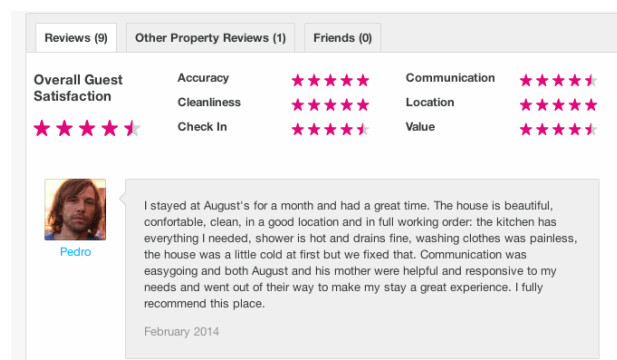 Reviews (9) Other Property Reviews (1) Friends (0)
Overall Guest
Satisfaction
Accuracy
Cleanliness
Check In
Communication
Location
Value
Pedro
I stayed at August's for a month and had a great time. The house is beautiful,
confortable, clean, in a good location and in full working order: the kitchen has
everything I needed, shower is hot and drains fine, washing clothes was painless,
the house was a little cold at first but we fixed that. Communication was
easygoing and both August and his mother were helpful and responsive to my
needs and went out of their way to make my stay a great experience. I fully
recommend this place.
February 2014